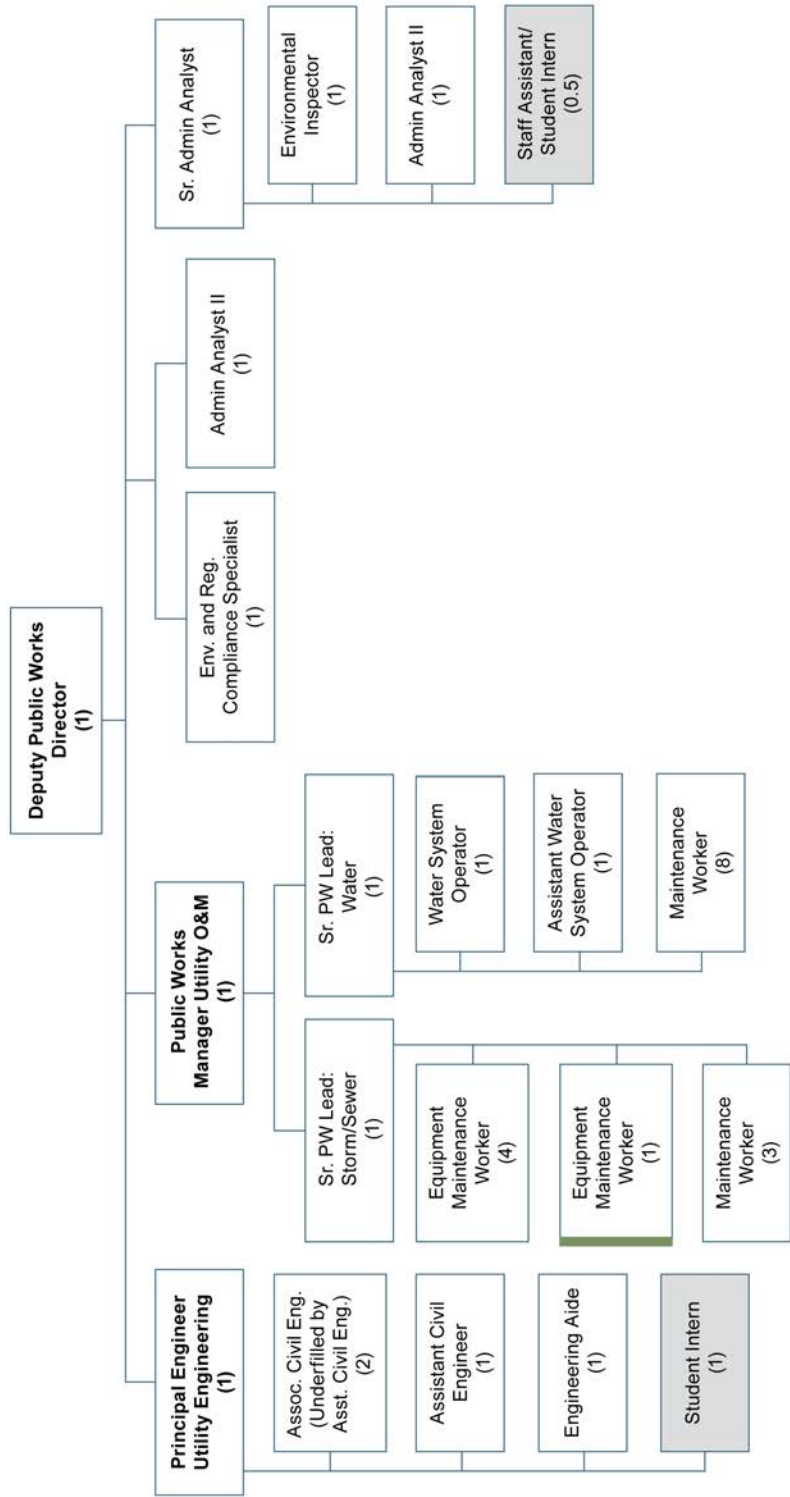 Deputy Public Works
Director
(1)
Principal Engineer
Utility Engineering
(1)
Assoc. Civil Eng.
(Underfilled by
Asst. Civil Eng.)
(2)
Assistant Civil
Engineer
(1)
Engineering Aide
(1)
Student Intern
(1)
Public Works
Manager Utility O&M
(1)
Sr. PW Lead:
Storm/Sewer
(1)
Equipment
Maintenance
Worker
(4)
Equipment
Maintenance
Worker
(1)
Maintenance
Worker
(3)
Sr. PW Lead:
Water
(1)
Water System
Operator
(1)
Assistant Water
System Operator
(1)
Maintenance
Worker
(8)
Env. and Reg.
Compliance Specialist
(1)
Admin Analyst II
(1)
Sr. Admin Analyst
(1)
Environmental
Inspector
(1)
Admin Analyst II
(1)
Staff Assistant/
Student Intern
(0.5)